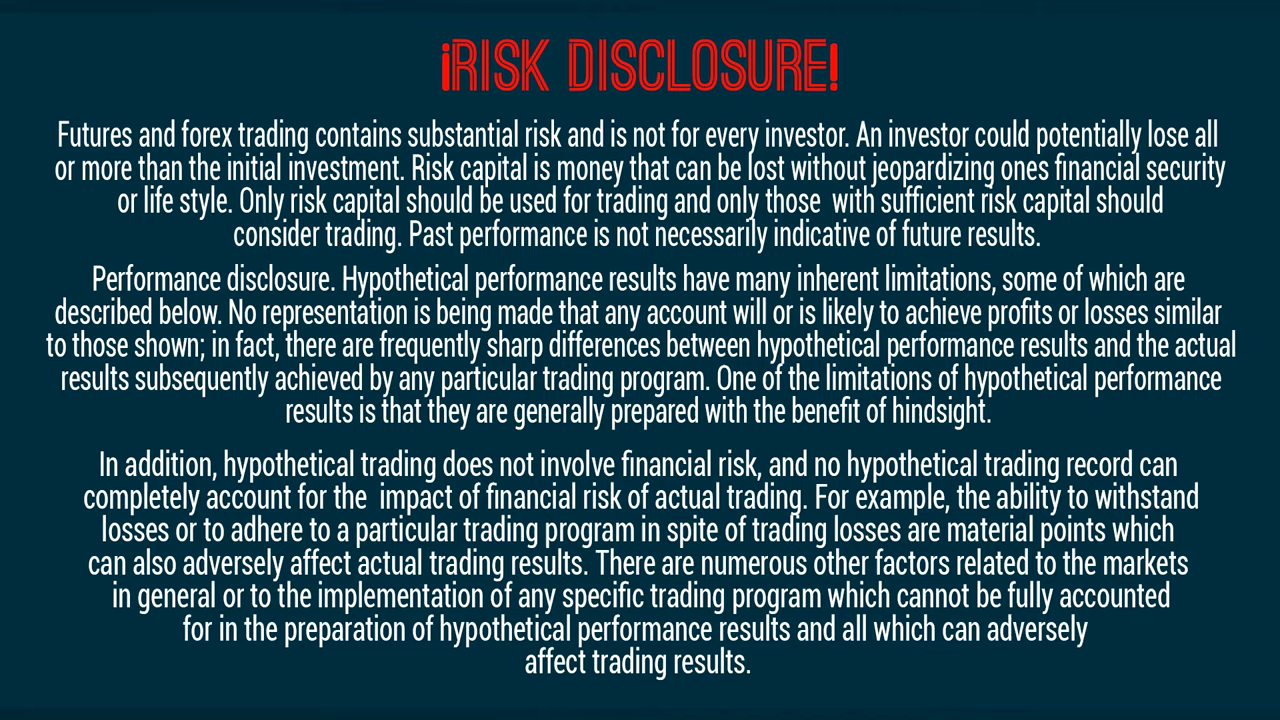 ¡RISK DISCLOSURE!
Futures and forex trading contains substantial risk and is not for every investor. An investor could potentially lose all
or more than the initial investment. Risk capital is money that can be lost without jeopardizing ones financial security
or life style. Only risk capital should be used for trading and only those with sufficient risk capital should
consider trading. Past performance is not necessarily indicative of future results.
Performance disclosure. Hypothetical performance results have many inherent limitations, some of which are
described below. No representation is being made that any account will or is likely to achieve profits or losses similar
to those shown; in fact, there are frequently sharp differences between hypothetical performance results and the actual
results subsequently achieved by any particular trading program. One of the limitations of hypothetical performance
results is that they are generally prepared with the benefit of hindsight.
In addition, hypothetical trading does not involve financial risk, and no hypothetical trading record can
completely account for the impact of financial risk of actual trading. For example, the ability to withstand
losses or to adhere to a particular trading program in spite of trading losses are material points which
can also adversely affect actual trading results. There are numerous other factors related to the markets
in general or to the implementation of any specific trading program which cannot be fully accounted
for in the preparation of hypothetical performance results and all which can adversely
affect trading results.